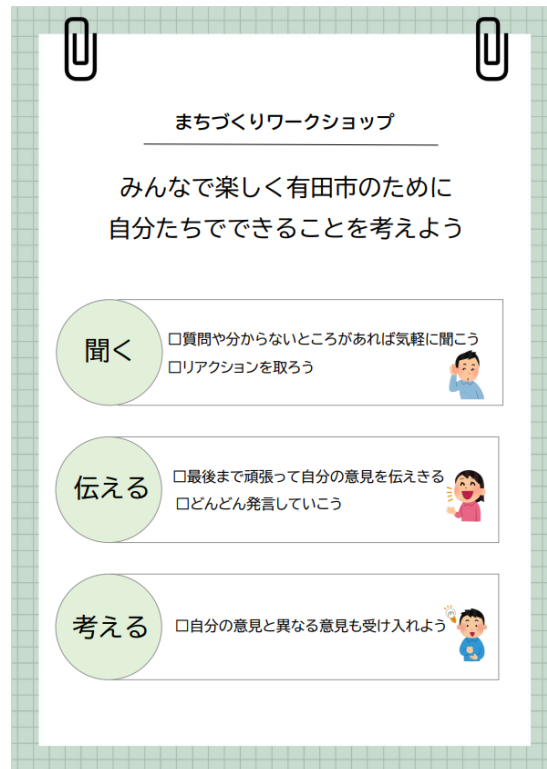 まちづくりワークショップ
みんなで楽しく有田市のために
自分たちでできることを考えよう
聞く
□質問や分からないところがあれば気軽に聞こう
□リアクションを取ろう
伝える
□最後まで頑張って自分の意見を伝えきる
□どんどん発言していこう
考える
□自分の意見と異なる意見も受け入れよう